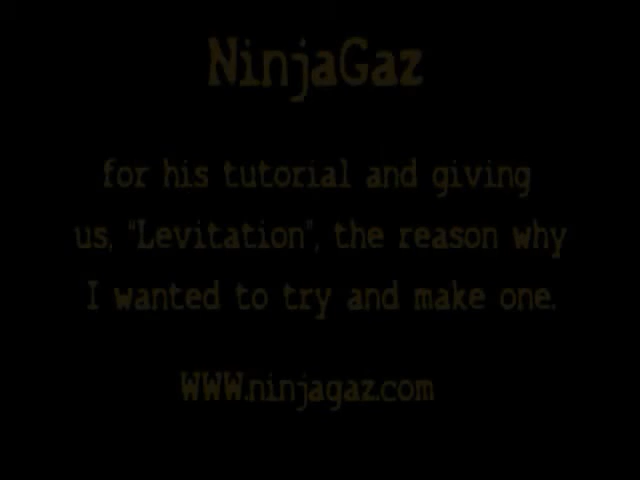 NinjaGaz
for his tutorial and giving
us, "Levitation", the reason why
I wanted to try and make one.
WWW.ninjagaz.com